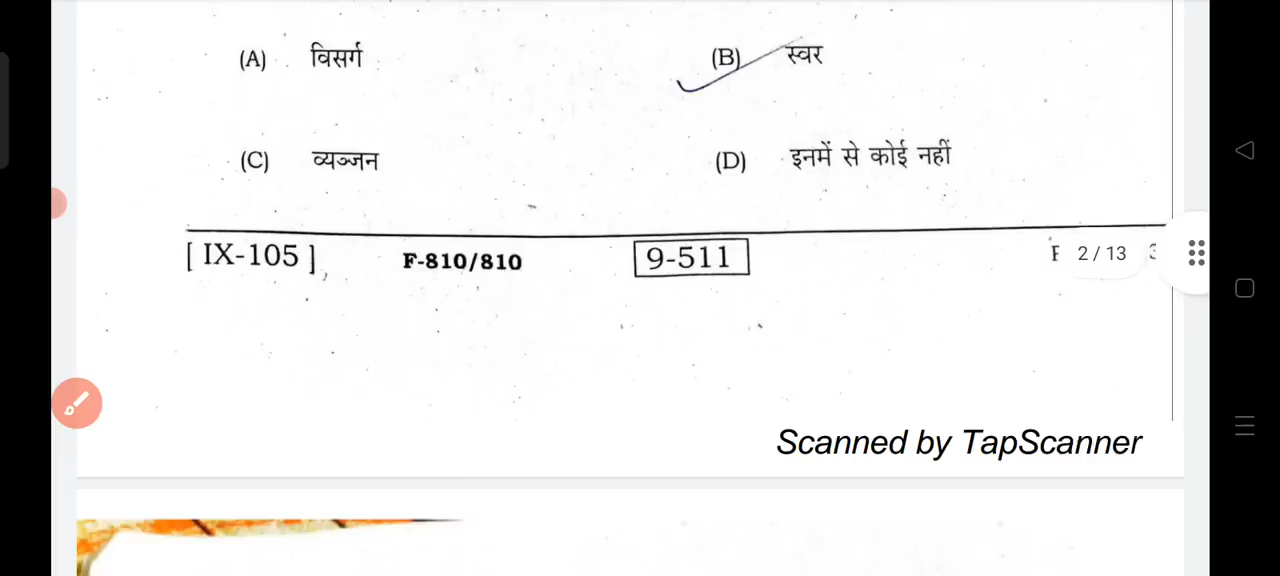 (A) विसर्ग (B) स्वर
(C) व्यञ्जन (D) इनमें से कोई नहीं
[ IX-105 ] F-810/810 9-511 2 / 13
Scanned by TapScanner